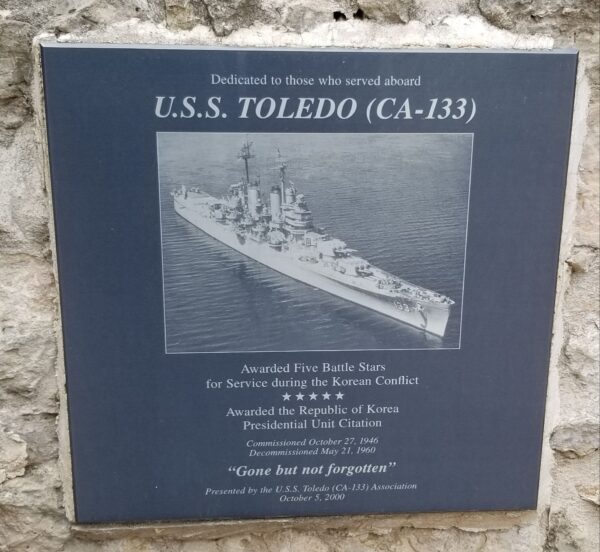 Dedicated to those who served aboard
U.S.S. TOLEDO (CA-133)
Awarded Five Battle Stars
for Service during the Korean Conflict
★★★★★
Awarded the Republic of Korea
Presidential Unit Citation
Commissioned October 27, 1946
Decommissioned May 21, 1960
“Gone but not forgotten”
Presented by the U.S.S. Toledo (CA-133) Association
October 5, 2000